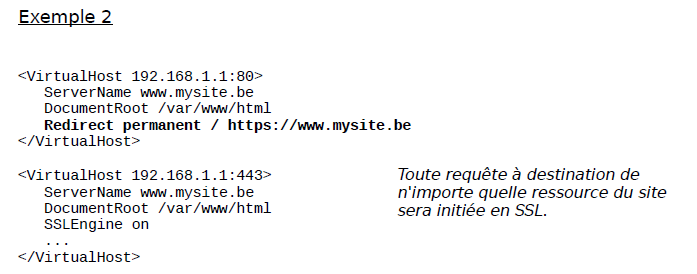 Exemple 2
<VirtualHost 192.168.1.1:80>
ServerName www.mysite.be
DocumentRoot /var/www/html
Redirect permanent / https://www.mysite.be
</VirtualHost>
<VirtualHost 192.168.1.1:443>
ServerName www.mysite.be
DocumentRoot /var/www/html
SSLEngine on
...
</VirtualHost>
Toute requête à destination de
n'importe quelle ressource du site
sera initiée en SSL.